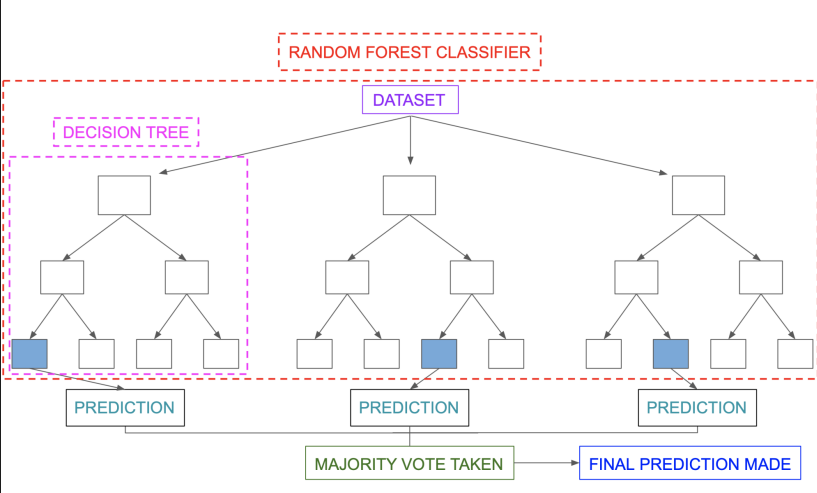 RANDOM FOREST CLASSIFIER
DATASET
DECISION TREE
PREDICTION
PREDICTION
PREDICTION
MAJORITY VOTE TAKEN
FINAL PREDICTION MADE